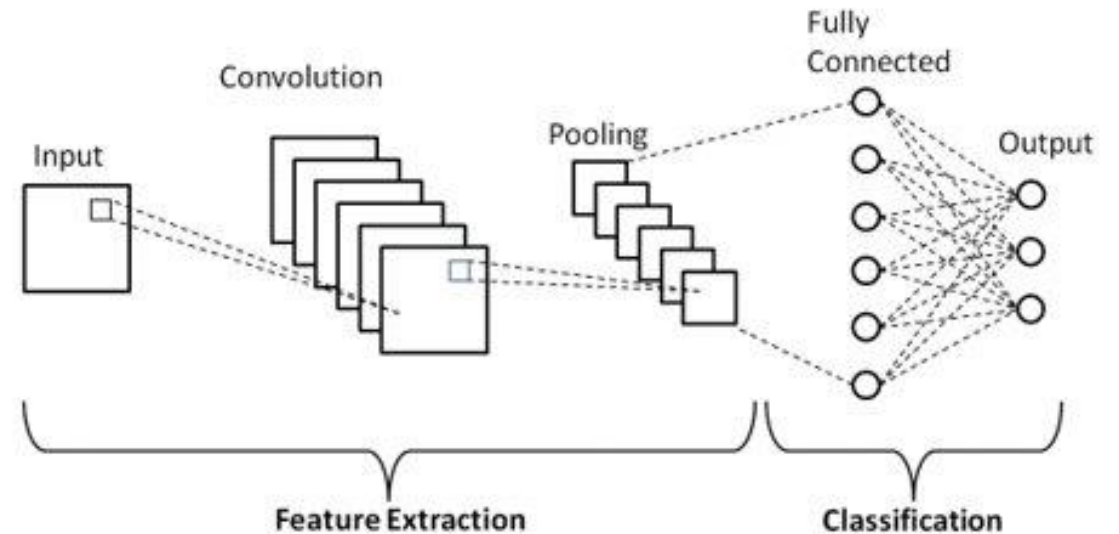 Input
Convolution
Pooling
Fully
Connected
Output
Feature Extraction
Classification